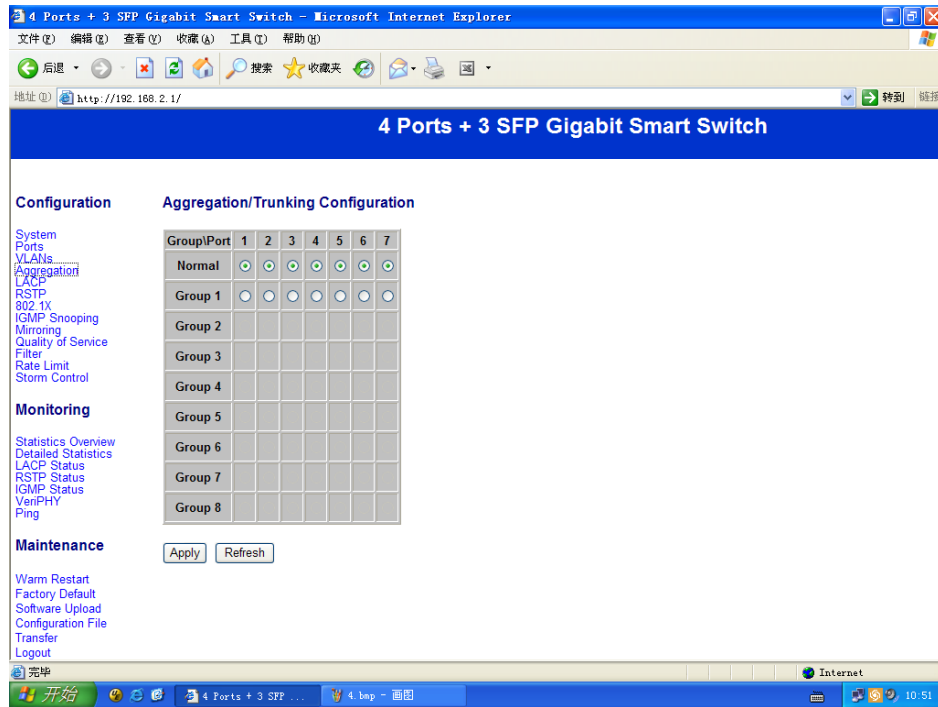 4 Ports + 3 SFP Gigabit Smart Switch - Microsoft Internet Explorer
文件(F) 编辑(E) 查看(V) 收藏(A) 工具(T) 帮助(H)
后退 搜索 收藏夹
地址(D) http://192.168.2.1/ 转到 链接
4 Ports + 3 SFP Gigabit Smart Switch
Configuration
System
Ports
VLANs
Aggregation
LACP
RSTP
802.1X
IGMP Snooping
Mirroring
Quality of Service
Filter
Rate Limit
Storm Control
Monitoring
Statistics Overview
Detailed Statistics
LACP Status
RSTP Status
IGMP Status
VeriPHY
Ping
Maintenance
Warm Restart
Factory Default
Software Upload
Configuration File
Transfer
Logout
Aggregation/Trunking Configuration
Group\Port 1 2 3 4 5 6 7
Normal
Group 1
Group 2
Group 3
Group 4
Group 5
Group 6
Group 7
Group 8
Apply Refresh
完毕 Internet
开始 4 Ports + 3 SFP ... 4.bmp - 画图 10:51